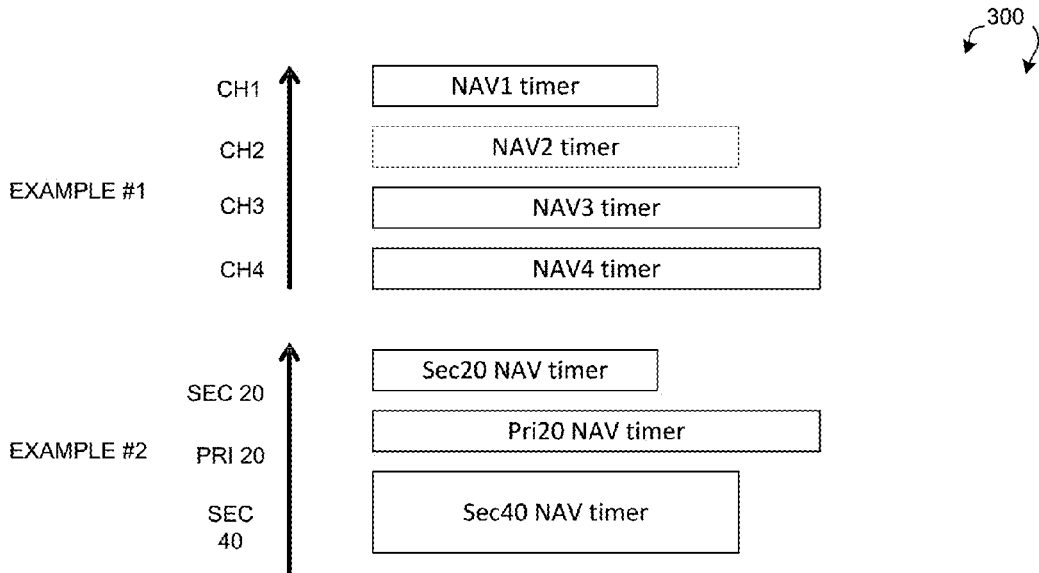 300
CH1
NAV1 timer
CH2
NAV2 timer
EXAMPLE #1
CH3
NAV3 timer
CH4
NAV4 timer
Sec20 NAV timer
SEC 20
Pri20 NAV timer
EXAMPLE #2
PRI 20
Sec40 NAV timer
SEC
40